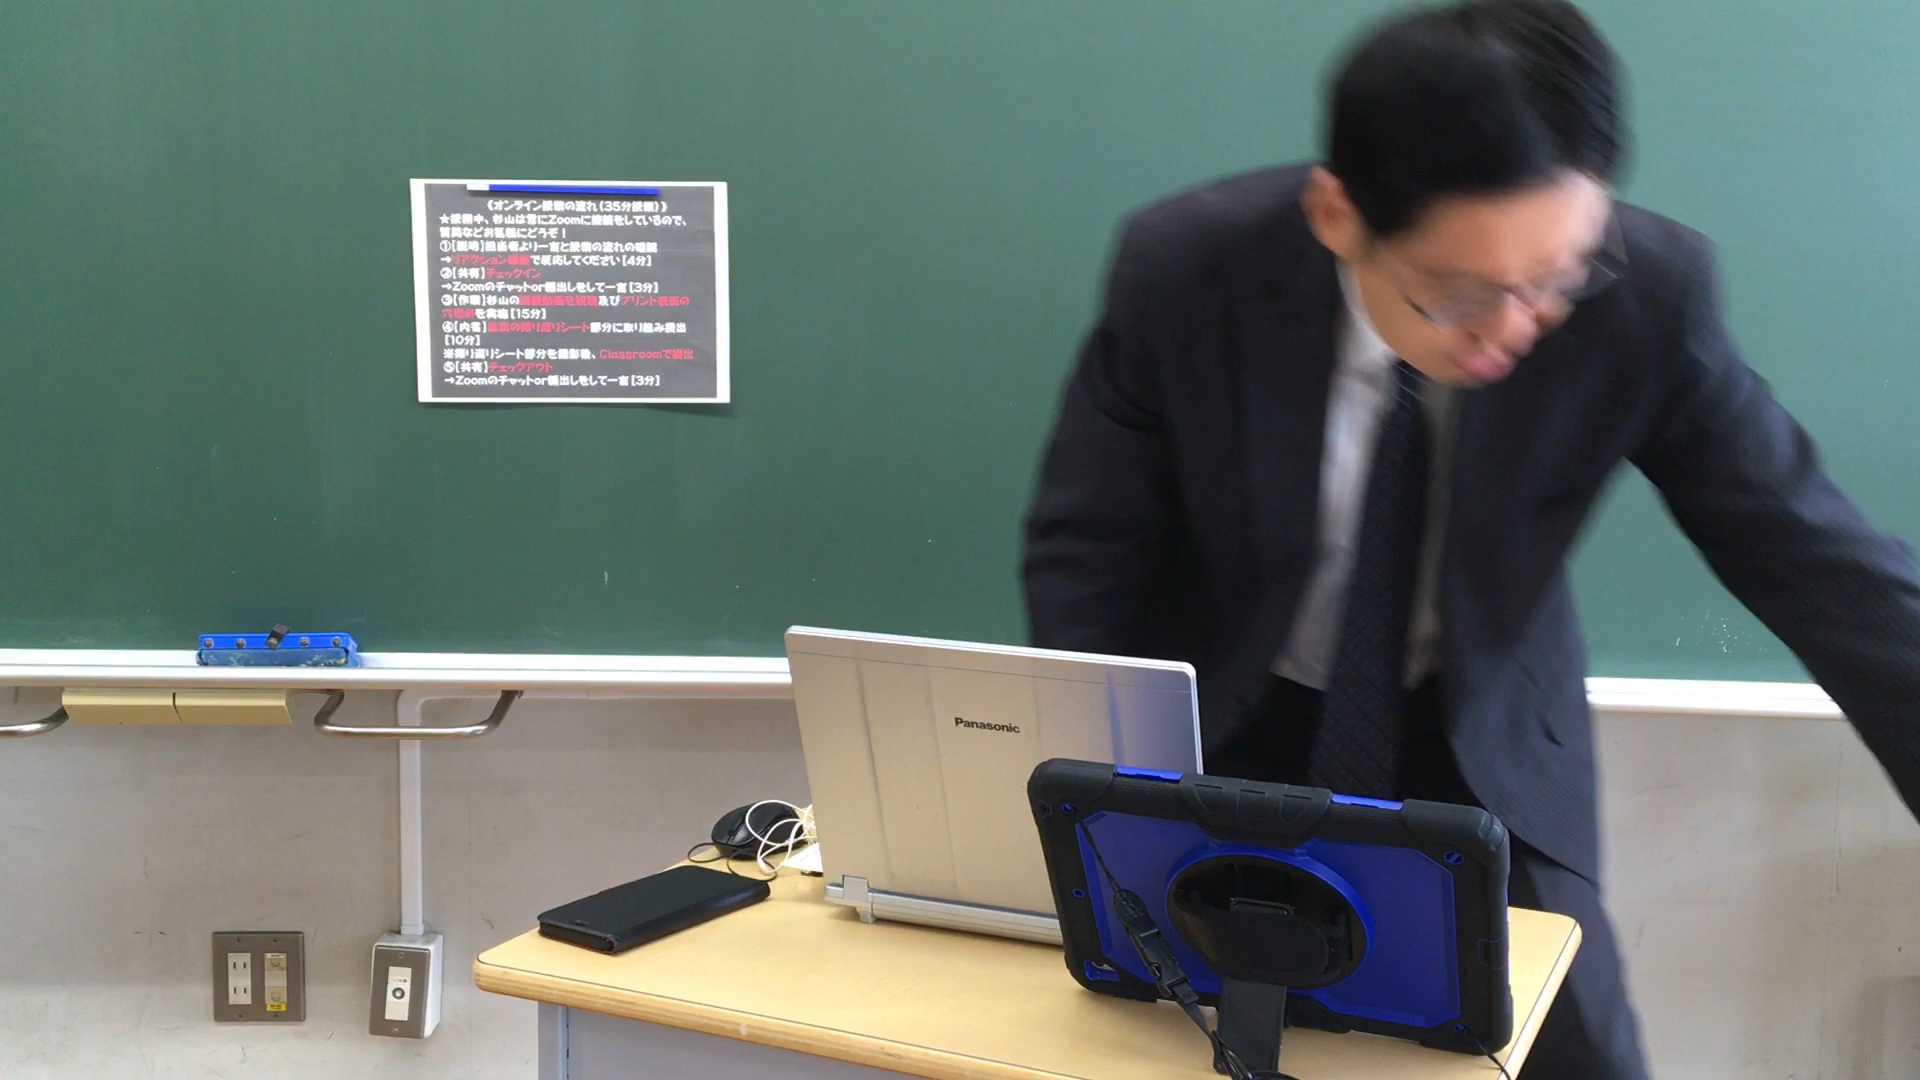 《オンライン授業の流れ(35分授業)》
★授業中、杉山は常にZoomに接続をしているので、
質問などお気軽にどうぞ！
①[説明]担当者より一言と授業の流れの確認
→リアクション機能で反応してください[4分]
②[共有]チェックイン
→Zoomのチャットor顔出しをして一言[3分]
③[作業]杉山の授業動画を視聴及びプリント表面の
穴埋めを実施[15分]
④[内省]裏面の振り返りシート部分に取り組み提出
[10分]
※振り返りシート部分を撮影後、Classroomで提出
⑤[共有]チェックアウト
→Zoomのチャットor顔出しをして一言[3分]
Panasonic